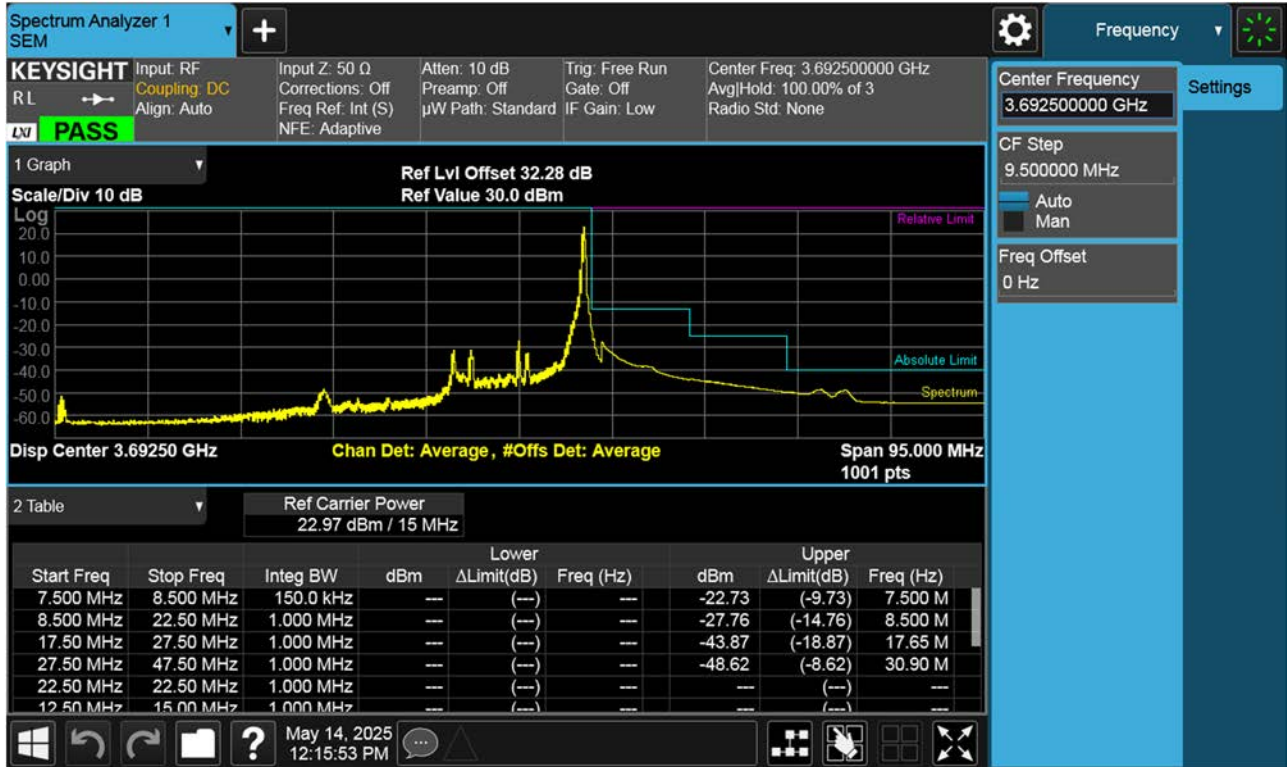 Spectrum Analyzer 1
SEM
+
Frequency
KEYSIGHT
Input: RF
Coupling: DC
Align: Auto
R L
LXI
PASS
Input Z: 50 Ω
Corrections: Off
Freq Ref: Int (S)
NFE: Adaptive
Atten: 10 dB
Preamp: Off
µW Path: Standard
Trig: Free Run
Gate: Off
IF Gain: Low
Center Freq: 3.692500000 GHz
Avg|Hold: 100.00% of 3
Radio Std: None
Center Frequency
3.692500000 GHz
Settings
CF Step
9.500000 MHz
Auto
Man
Freq Offset
0 Hz
1 Graph
Ref Lvl Offset 32.28 dB
Scale/Div 10 dB
Ref Value 30.0 dBm
Log
Relative Limit
20.0
10.0
0.00
-10.0
-20.0
-30.0
-40.0
-50.0
-60.0
Absolute Limit
Spectrum
Disp Center 3.69250 GHz
Chan Det: Average, #Offs Det: Average
Span 95.000 MHz
1001 pts
2 Table
Ref Carrier Power
22.97 dBm / 15 MHz
Lower Upper
Start Freq Stop Freq Integ BW dBm ΔLimit(dB) Freq (Hz) dBm ΔLimit(dB) Freq (Hz)
7.500 MHz 8.500 MHz 150.0 kHz --- (---) --- -22.73 (-9.73) 7.500 M
8.500 MHz 22.50 MHz 1.000 MHz --- (---) --- -27.76 (-14.76) 8.500 M
17.50 MHz 27.50 MHz 1.000 MHz --- (---) --- -43.87 (-18.87) 17.65 M
27.50 MHz 47.50 MHz 1.000 MHz --- (---) --- -48.62 (-8.62) 30.90 M
22.50 MHz 22.50 MHz 1.000 MHz --- (---) --- --- (---) ---
12.50 MHz 15.00 MHz 1.000 MHz --- (---) --- --- (---) ---
?
May 14, 2025
12:15:53 PM